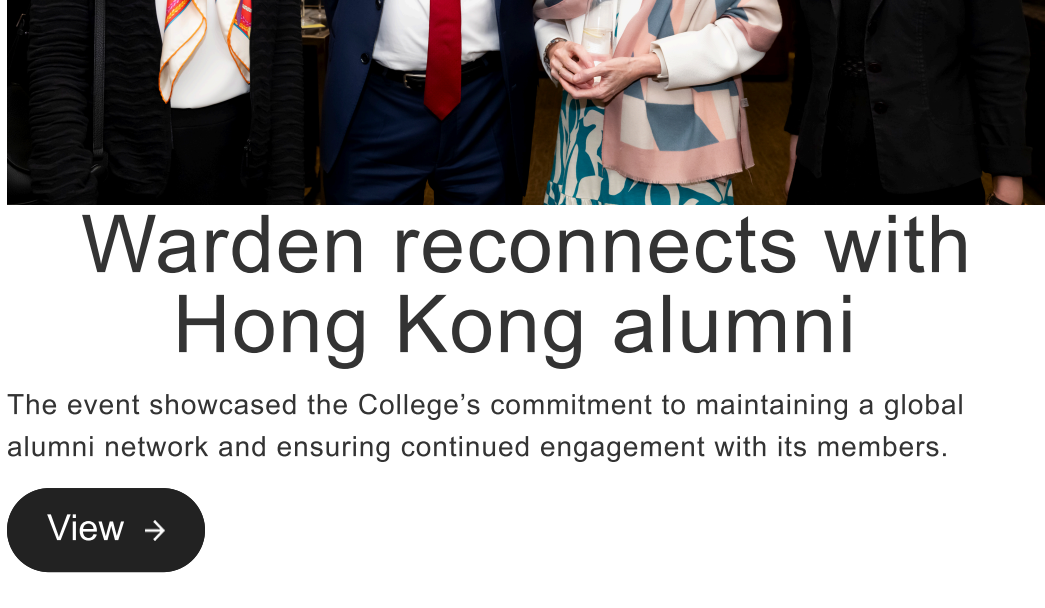 Warden reconnects with
Hong Kong alumni
The event showcased the College’s commitment to maintaining a global
alumni network and ensuring continued engagement with its members.
View →